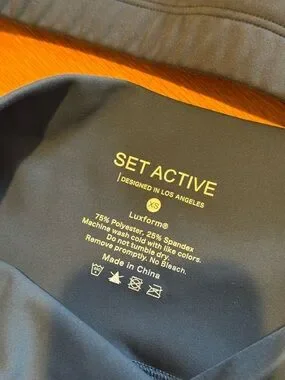 SET ACTIVE
DESIGNED IN LOS ANGELES
XS
Luxform®
75% Polyester, 25% Spandex
Machine wash cold with like colors.
Do not tumble dry.
Remove promptly. No Bleach.
Made in China